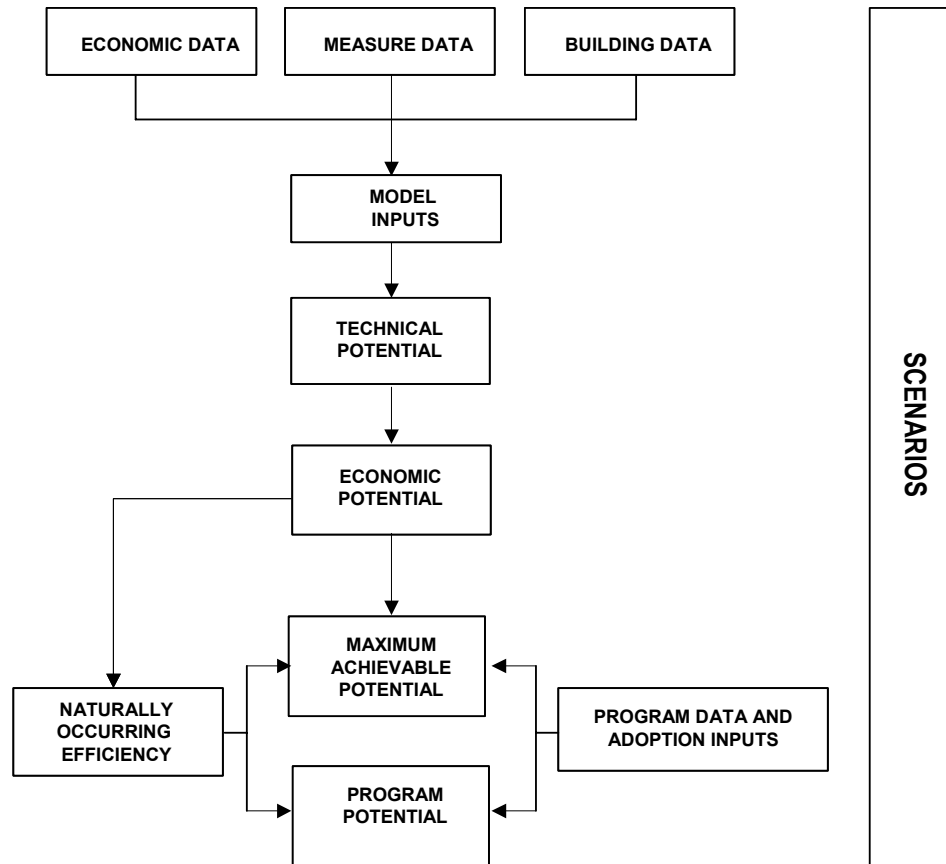 ECONOMIC DATA
MEASURE DATA
BUILDING DATA
MODEL
INPUTS
TECHNICAL
POTENTIAL
ECONOMIC
POTENTIAL
MAXIMUM
ACHIEVABLE
POTENTIAL
NATURALLY
OCCURRING
EFFICIENCY
PROGRAM DATA AND
ADOPTION INPUTS
PROGRAM
POTENTIAL
SCENARIOS